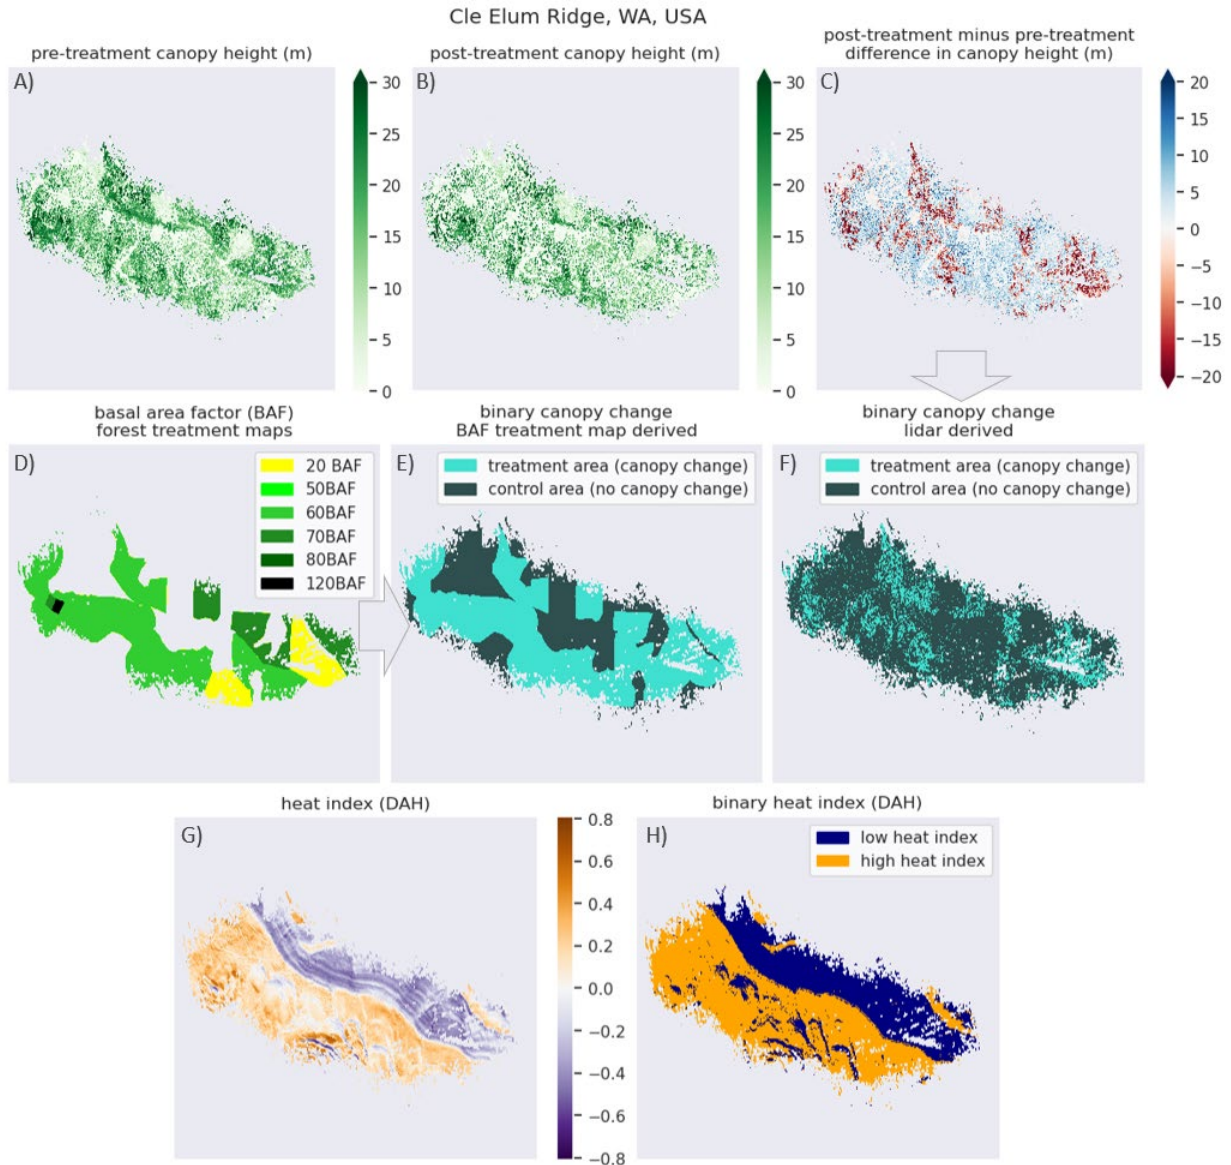 Cle Elum Ridge, WA, USA
pre-treatment canopy height (m)
post-treatment canopy height (m)
post-treatment minus pre-treatment
difference in canopy height (m)
A)
30
25
20
15
10
5
0
B)
30
25
20
15
10
5
0
C)
20
15
10
5
0
−5
−10
−15
−20
basal area factor (BAF)
forest treatment maps
binary canopy change
BAF treatment map derived
binary canopy change
lidar derived
D)
20 BAF
50BAF
60BAF
70BAF
80BAF
120BAF
E)
treatment area (canopy change)
control area (no canopy change)
F)
treatment area (canopy change)
control area (no canopy change)
heat index (DAH)
binary heat index (DAH)
G)
0.8
0.6
0.4
0.2
0.0
−0.2
−0.4
−0.6
−0.8
H)
low heat index
high heat index